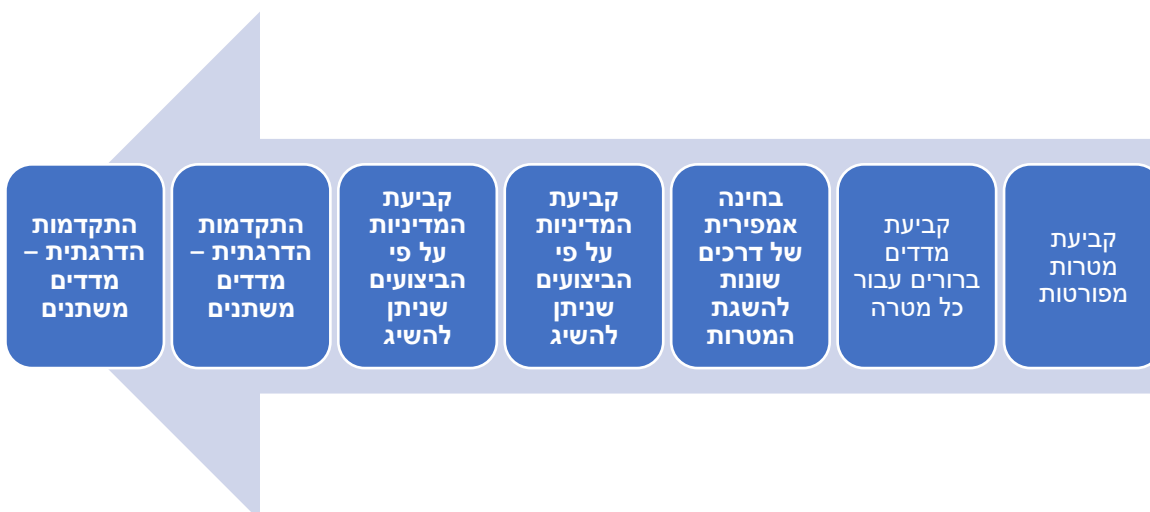 קביעת
מטרות
מפורטות
קביעת
מדדים
ברורים עבור
כל מטרה
בחינה
אמפירית
של דרכים
שונות
להשגת
המטרות
קביעת
המדיניות
על פי
הביצועים
שניתן
להשיג
קביעת
המדיניות
על פי
הביצועים
שניתן
להשיג
התקדמות
הדרגתית –
מדדים
משתנים
התקדמות
הדרגתית –
מדדים
משתנים